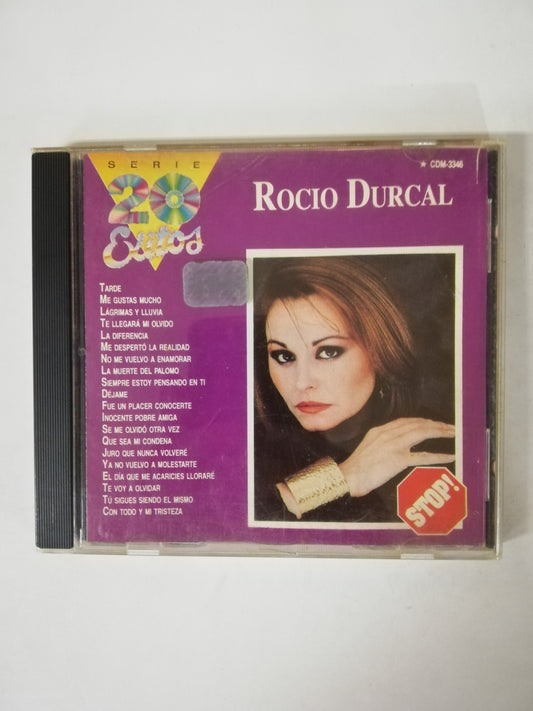 SERIE
20
Exitos
★ CDM-3346
ROCIO DURCAL
TARDE
ME GUSTAS MUCHO
LÁGRIMAS Y LLUVIA
TE LLEGARÁ MI OLVIDO
LA DIFERENCIA
ME DESPERTÓ LA REALIDAD
NO ME VUELVO A ENAMORAR
LA MUERTE DEL PALOMO
SIEMPRE ESTOY PENSANDO EN TI
DÉJAME
FUE UN PLACER CONOCERTE
INOCENTE POBRE AMIGA
SE ME OLVIDÓ OTRA VEZ
QUE SEA MI CONDENA
JURO QUE NUNCA VOLVERÉ
YA NO VUELVO A MOLESTARTE
EL DÍA QUE ME ACARICIES LLORARÉ
TE VOY A OLVIDAR
TÚ SIGUES SIENDO EL MISMO
CON TODO Y MI TRISTEZA
STOP!